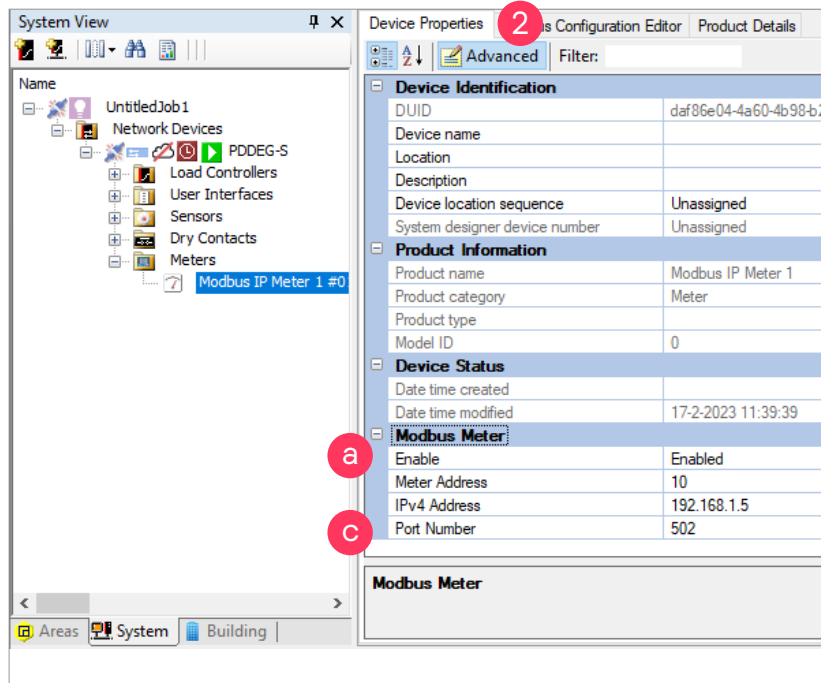 System View
Name
UntitledJob1
Network Devices
PDDEG-S
Load Controllers
User Interfaces
Sensors
Dry Contacts
Meters
Modbus IP Meter 1 #0
Areas
System
Building
Device Properties
2
s Configuration Editor
Product Details
Advanced
Filter:
Device Identification
DUID daf86e04-4a60-4b98-b2
Device name
Location
Description
Device location sequence Unassigned
System designer device number Unassigned
Product Information
Product name Modbus IP Meter 1
Product category Meter
Product type
Model ID 0
Device Status
Date time created
Date time modified 17-2-2023 11:39:39
Modbus Meter
a
Enable Enabled
Meter Address 10
IPv4 Address 192.168.1.5
c
Port Number 502
Modbus Meter